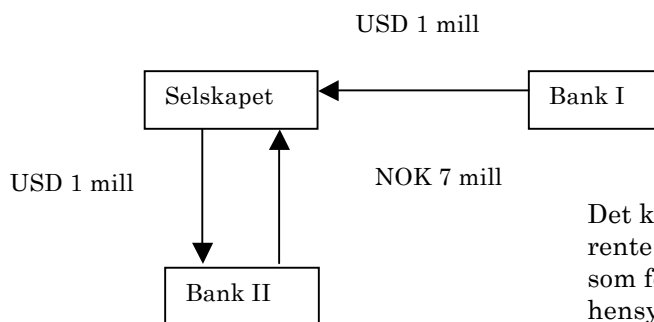 USD 1 mill
Selskapet
Bank I
USD 1 mill
NOK 7 mill
Det k
rente
som f
hensy
Bank II